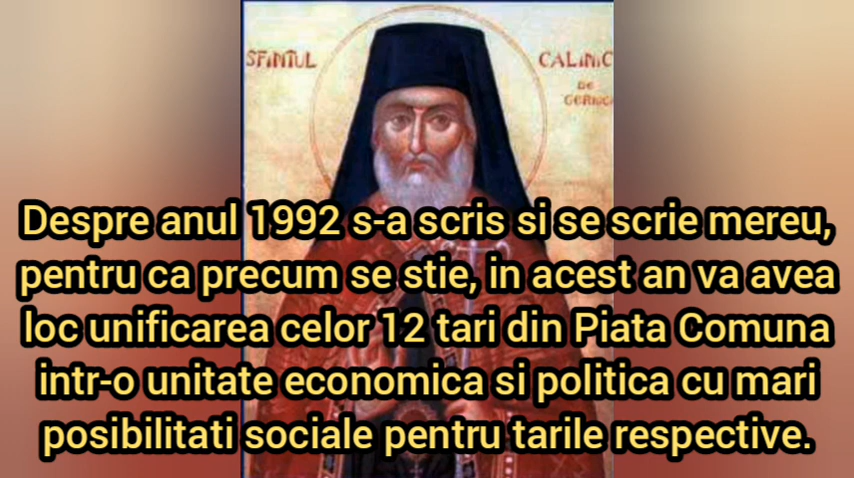 SFINTUL
CALINIC
DE
CERNICA
Despre anul 1992 s-a scris si se scrie mereu,
pentru ca precum se stie, in acest an va avea
loc unificarea celor 12 tari din Piata Comuna
intr-o unitate economica si politica cu mari
posibilitati sociale pentru tarile respective.